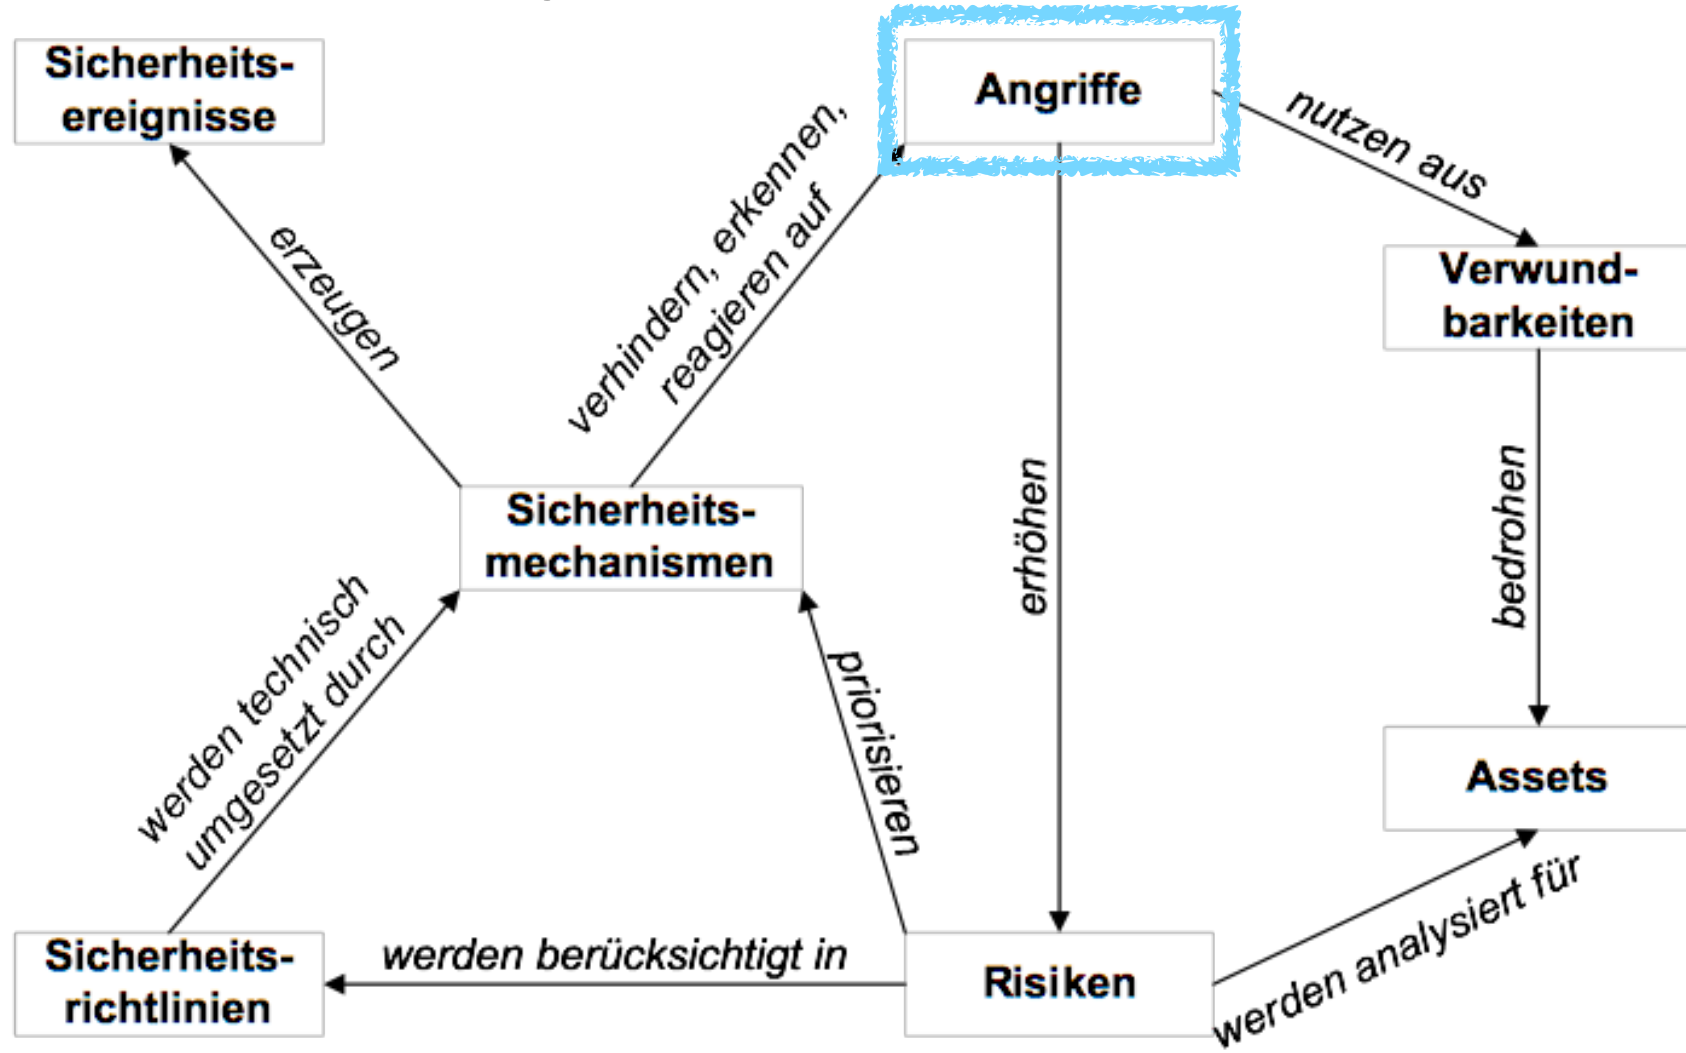 Sicherheits-
ereignisse
Angriffe
nutzen aus
verhindern, erkennen,
reagieren auf
erzeugen
Verwund-
barkeiten
Sicherheits-
mechanismen
erhöhen
bedrohen
werden technisch
umgesetzt durch
priorisieren
Assets
Sicherheits-
richtlinien
werden berücksichtigt in
Risiken
werden analysiert für